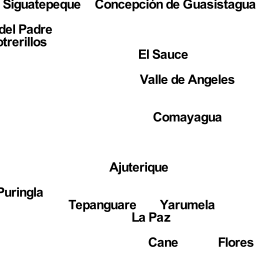 Siguatepeque
Concepción de Guasistagua
del Padre
otrerillos
El Sauce
Valle de Angeles
Comayagua
Ajuterique
Puringla
Tepanguare
Yarumela
La Paz
Cane
Flores